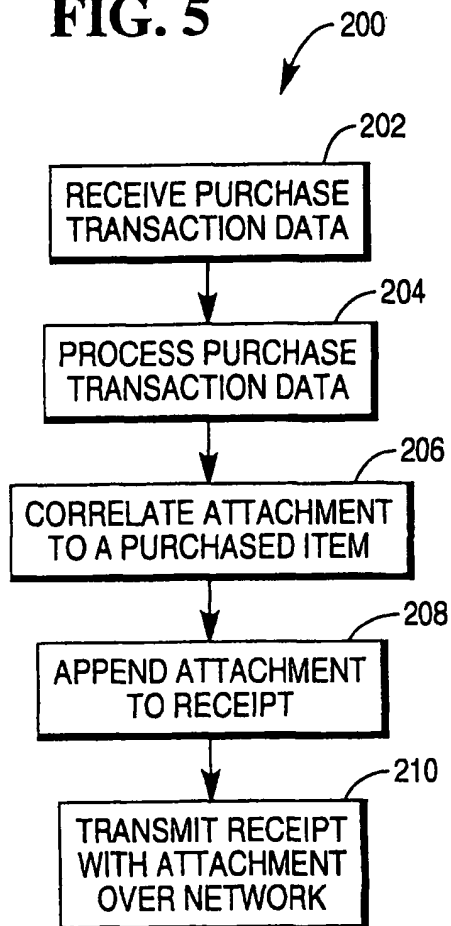 FIG. 5
200
202
RECEIVE PURCHASE
TRANSACTION DATA
204
PROCESS PURCHASE
TRANSACTION DATA
206
CORRELATE ATTACHMENT
TO A PURCHASED ITEM
208
APPEND ATTACHMENT
TO RECEIPT
210
TRANSMIT RECEIPT
WITH ATTACHMENT
OVER NETWORK